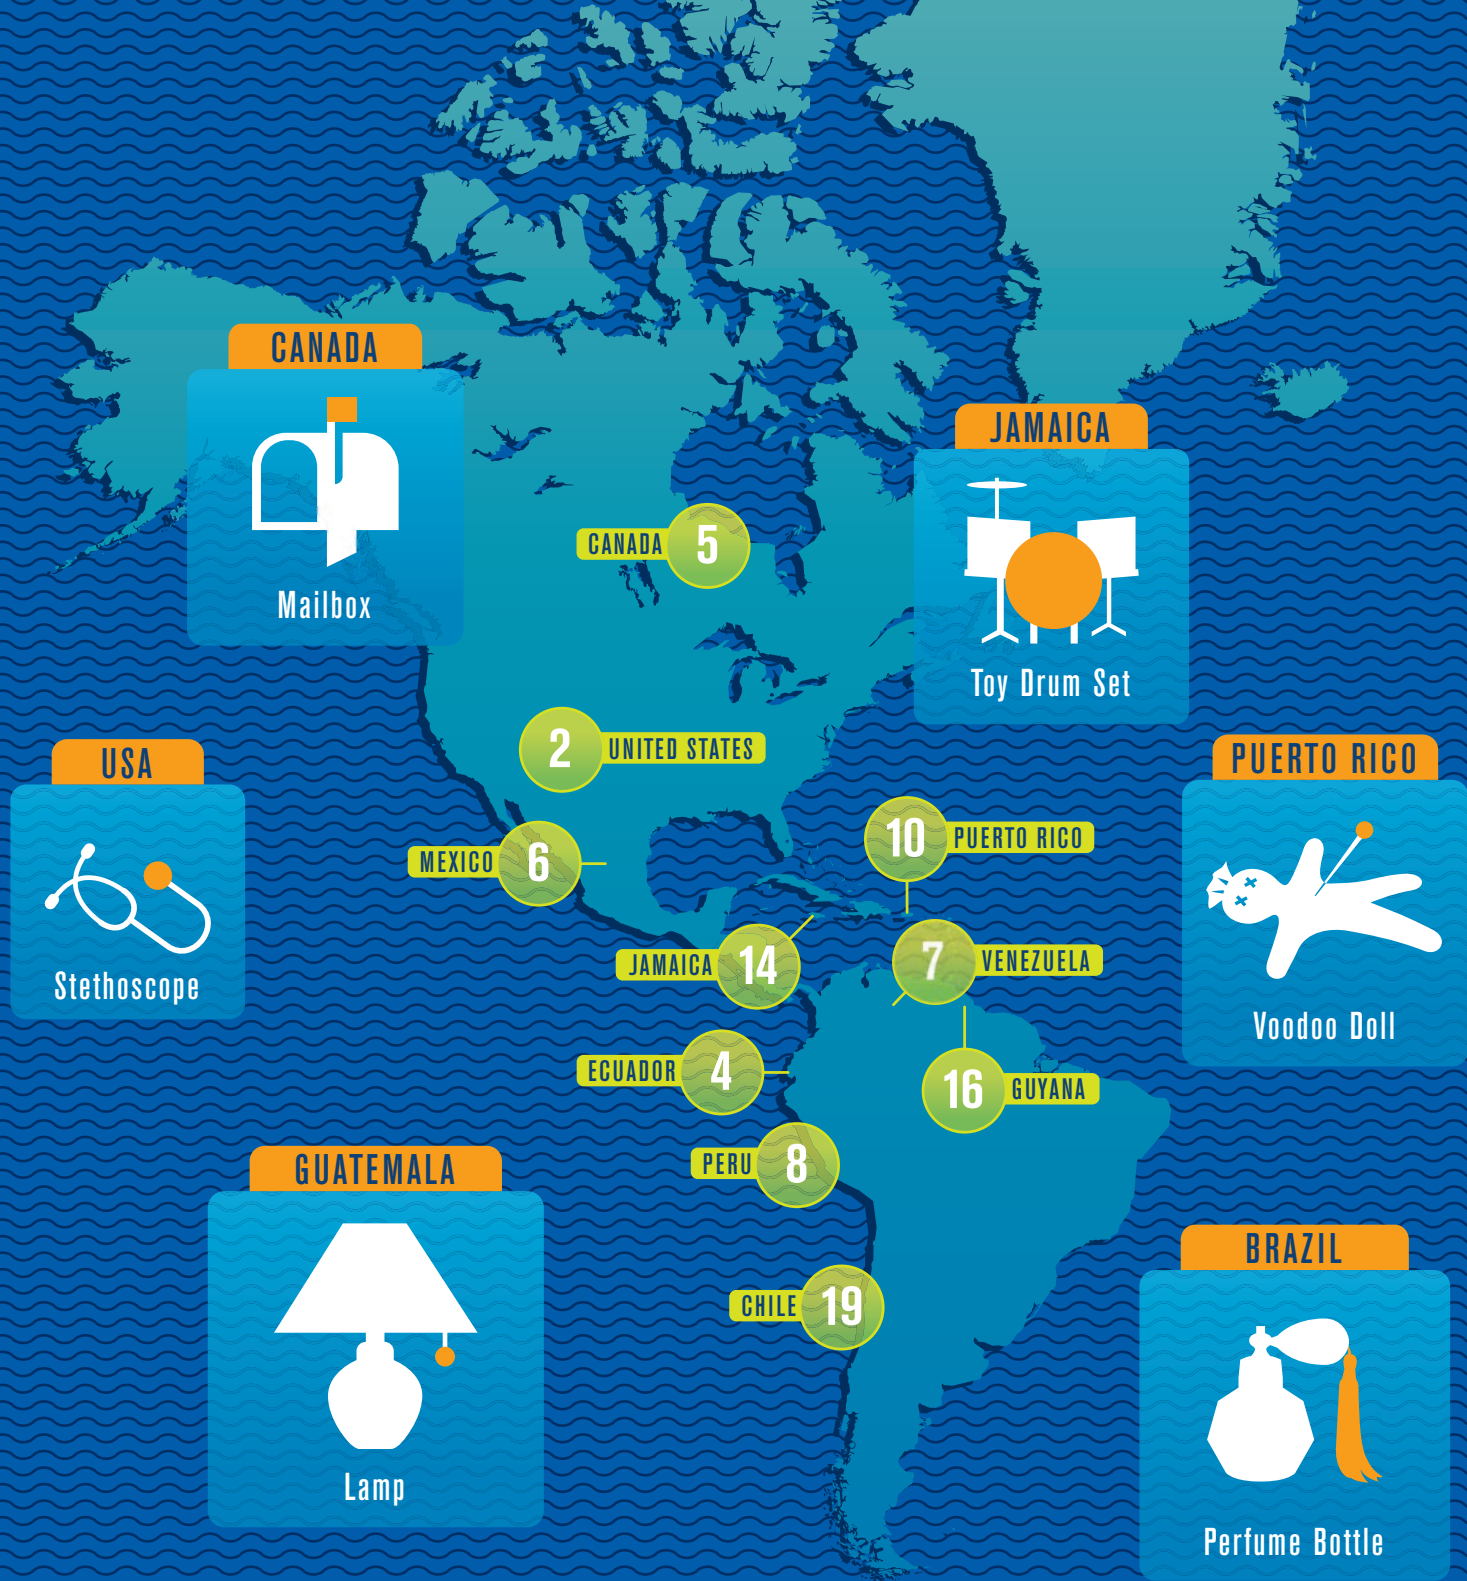 CANADA
Mailbox
JAMAICA
Toy Drum Set
CANADA 5
2 UNITED STATES
USA
Stethoscope
PUERTO RICO
Voodoo Doll
10 PUERTO RICO
MEXICO 6
JAMAICA 14
7 VENEZUELA
ECUADOR 4
16 GUYANA
PERU 8
GUATEMALA
Lamp
CHILE 19
BRAZIL
Perfume Bottle